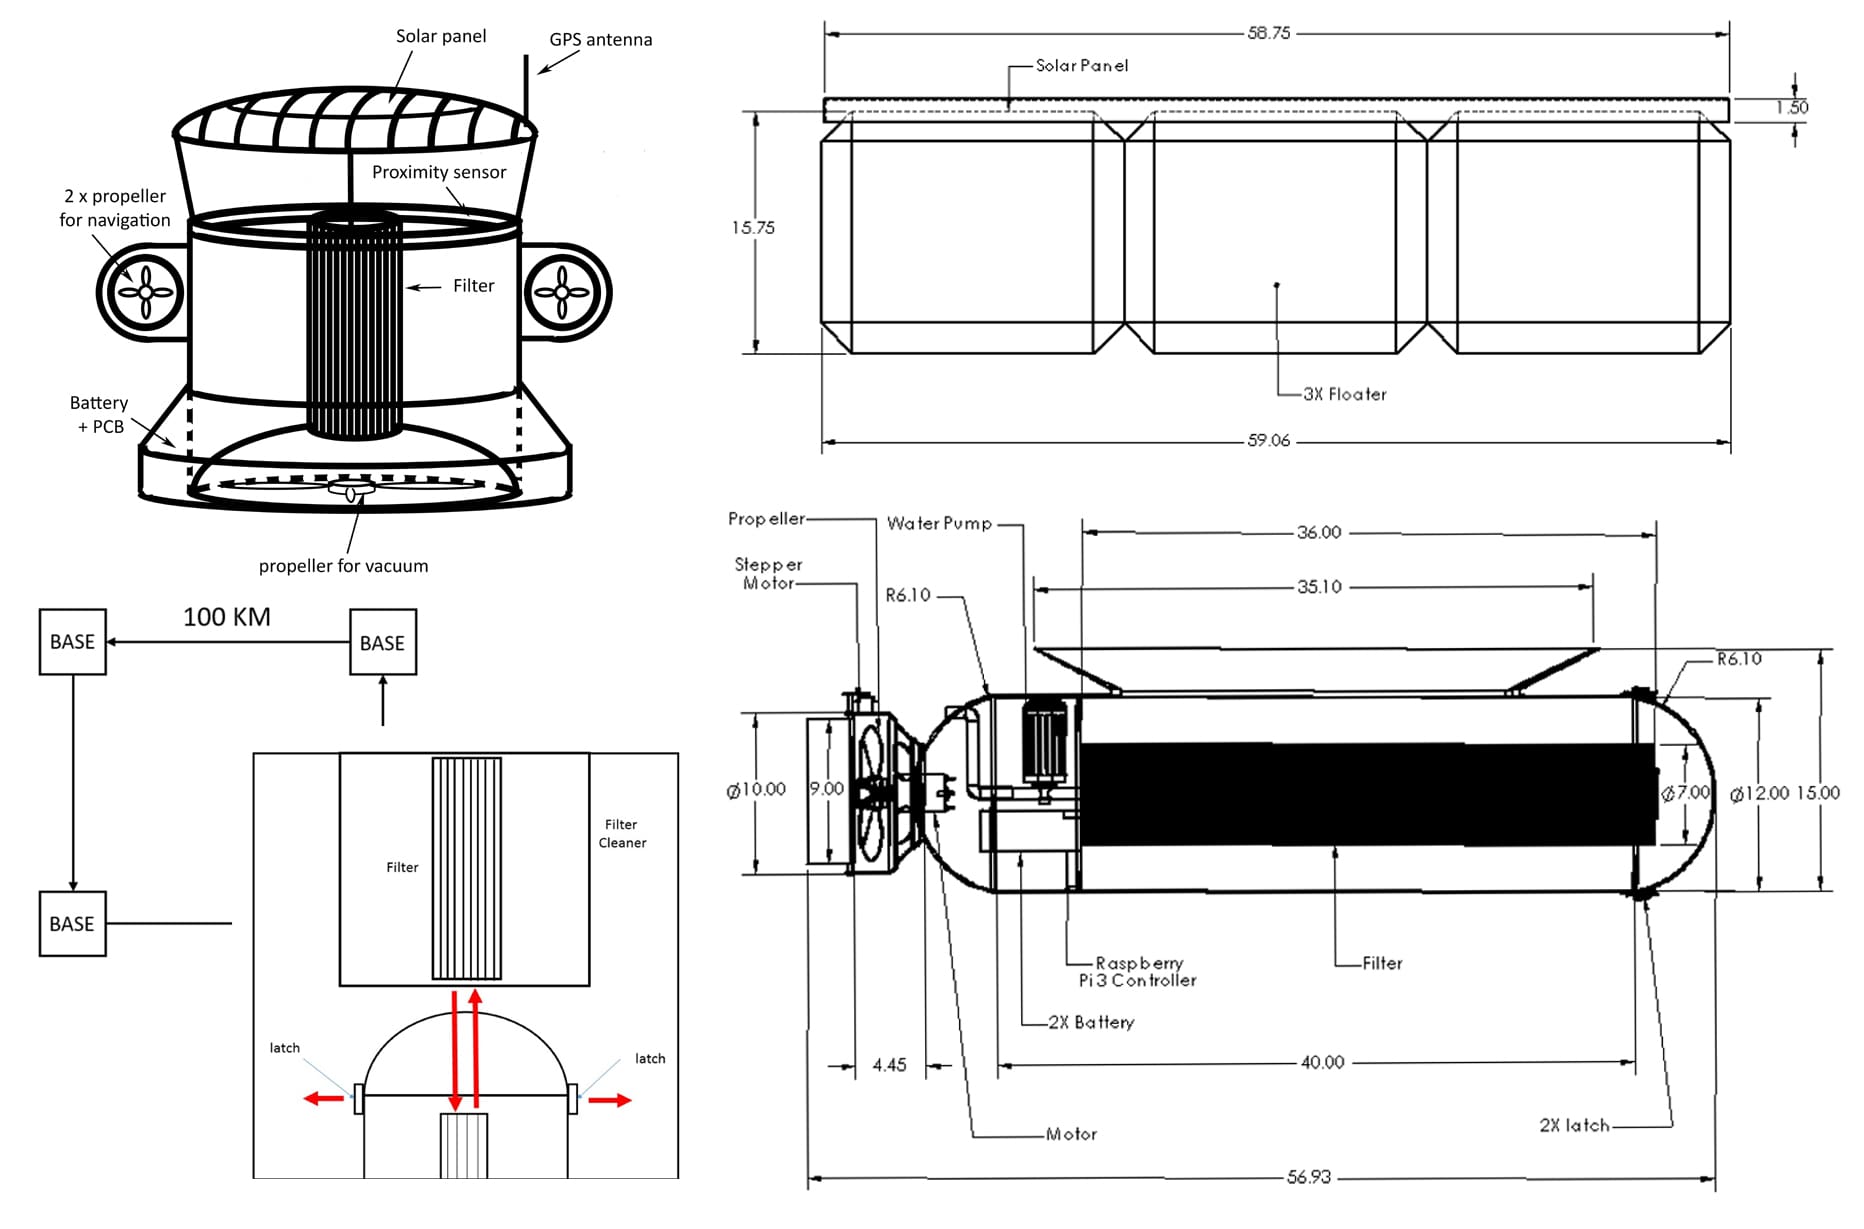 Solar panel
GPS antenna
Proximity sensor
2 x propeller
for navigation
Filter
Battery
+ PCB
propeller for vacuum
58.75
Solar Panel
1.50
15.75
3X Floater
59.06
BASE
100 KM
BASE
BASE
Filter
Filter
Cleaner
latch
latch
Propeller
Water Pump
36.00
Stepper
Motor
R6.10
35.10
R6.10
Ø10.00
9.00
Ø7.00
Ø12.00
15.00
Raspberry
Pi 3 Controller
Filter
2X Battery
4.45
40.00
Motor
2X latch
56.93